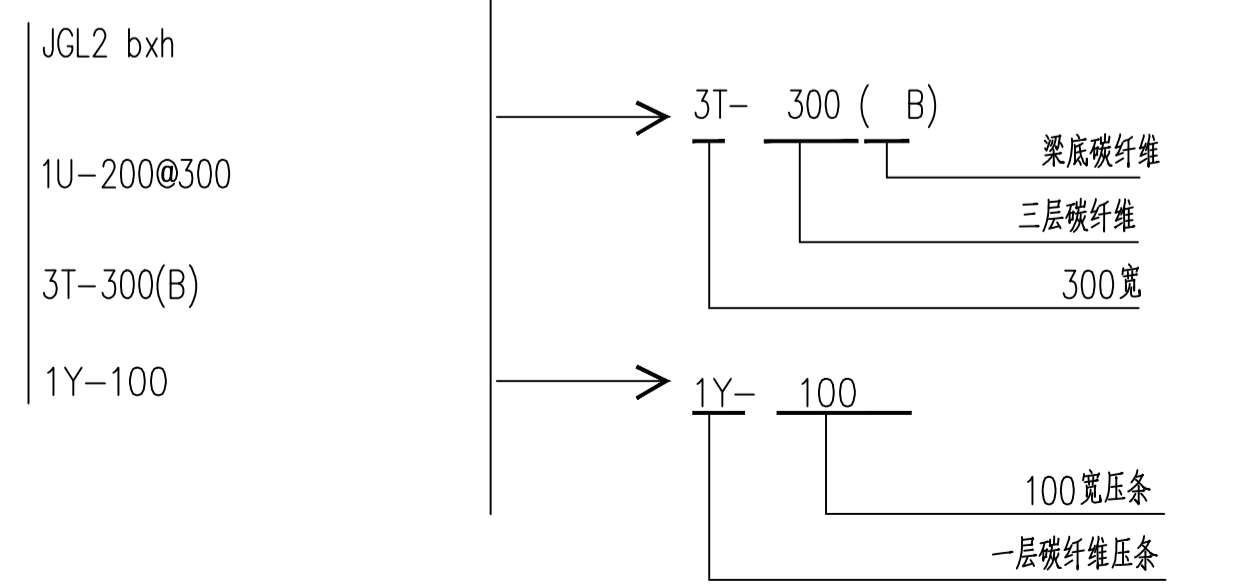 JGL2 bxh
1U-200@300
3T-300(B)
1Y-100
3T- 300 ( B)
梁底碳纤维
三层碳纤维
300宽
1Y- 100
100宽压条
一层碳纤维压条